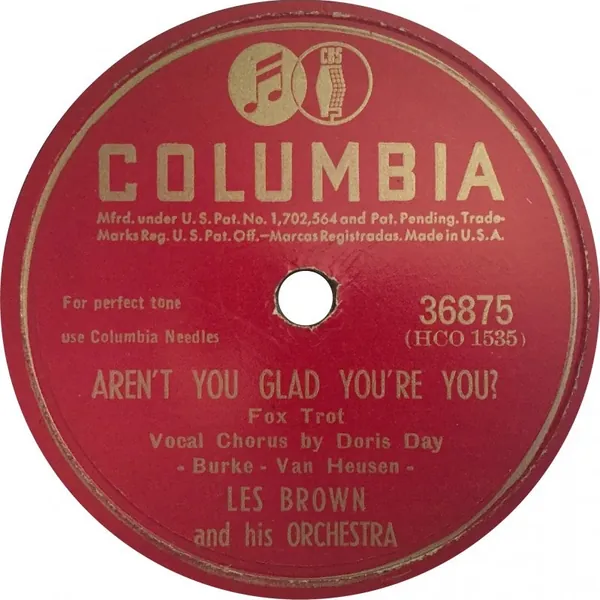 CBS
COLUMBIA
Mfrd. under U.S. Pat. No. 1,702,564 and Pat. Pending. Trade-
Marks Reg. U.S. Pat. Off.—Marcas Registradas. Made in U.S.A.
For perfect tone
use Columbia Needles
36875
(HCO 1535)
AREN'T YOU GLAD YOU'RE YOU?
Fox Trot
Vocal Chorus by Doris Day
- Burke - Van Heusen -
LES BROWN
and his ORCHESTRA